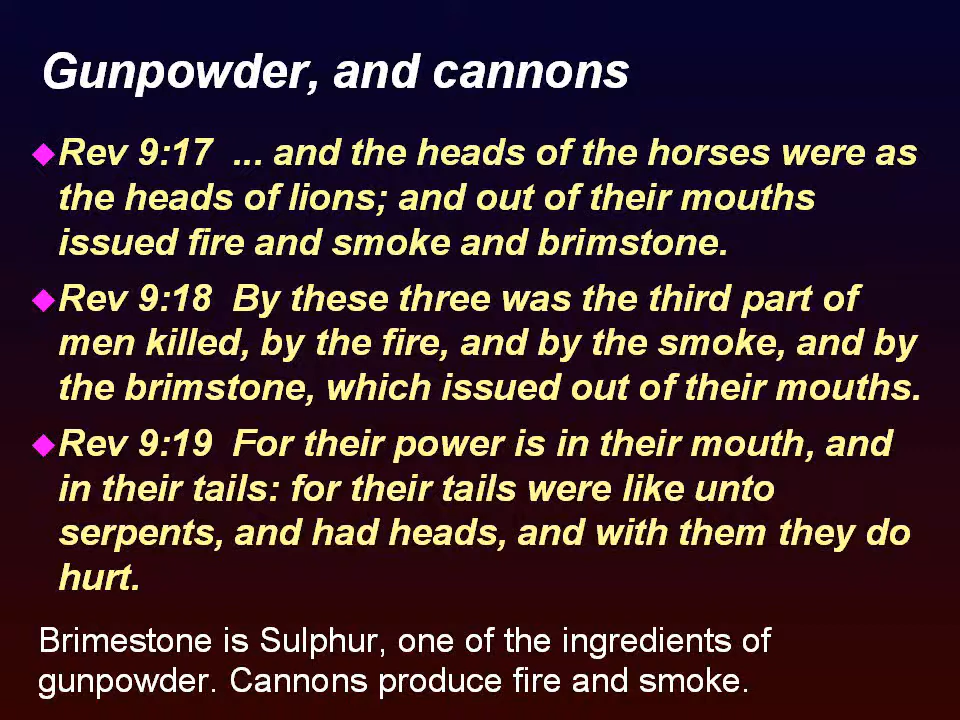 Gunpowder, and cannons
Rev 9:17 ... and the heads of the horses were as
the heads of lions; and out of their mouths
issued fire and smoke and brimstone.
Rev 9:18 By these three was the third part of
men killed, by the fire, and by the smoke, and by
the brimstone, which issued out of their mouths.
Rev 9:19 For their power is in their mouth, and
in their tails: for their tails were like unto
serpents, and had heads, and with them they do
hurt.
Brimestone is Sulphur, one of the ingredients of
gunpowder. Cannons produce fire and smoke.